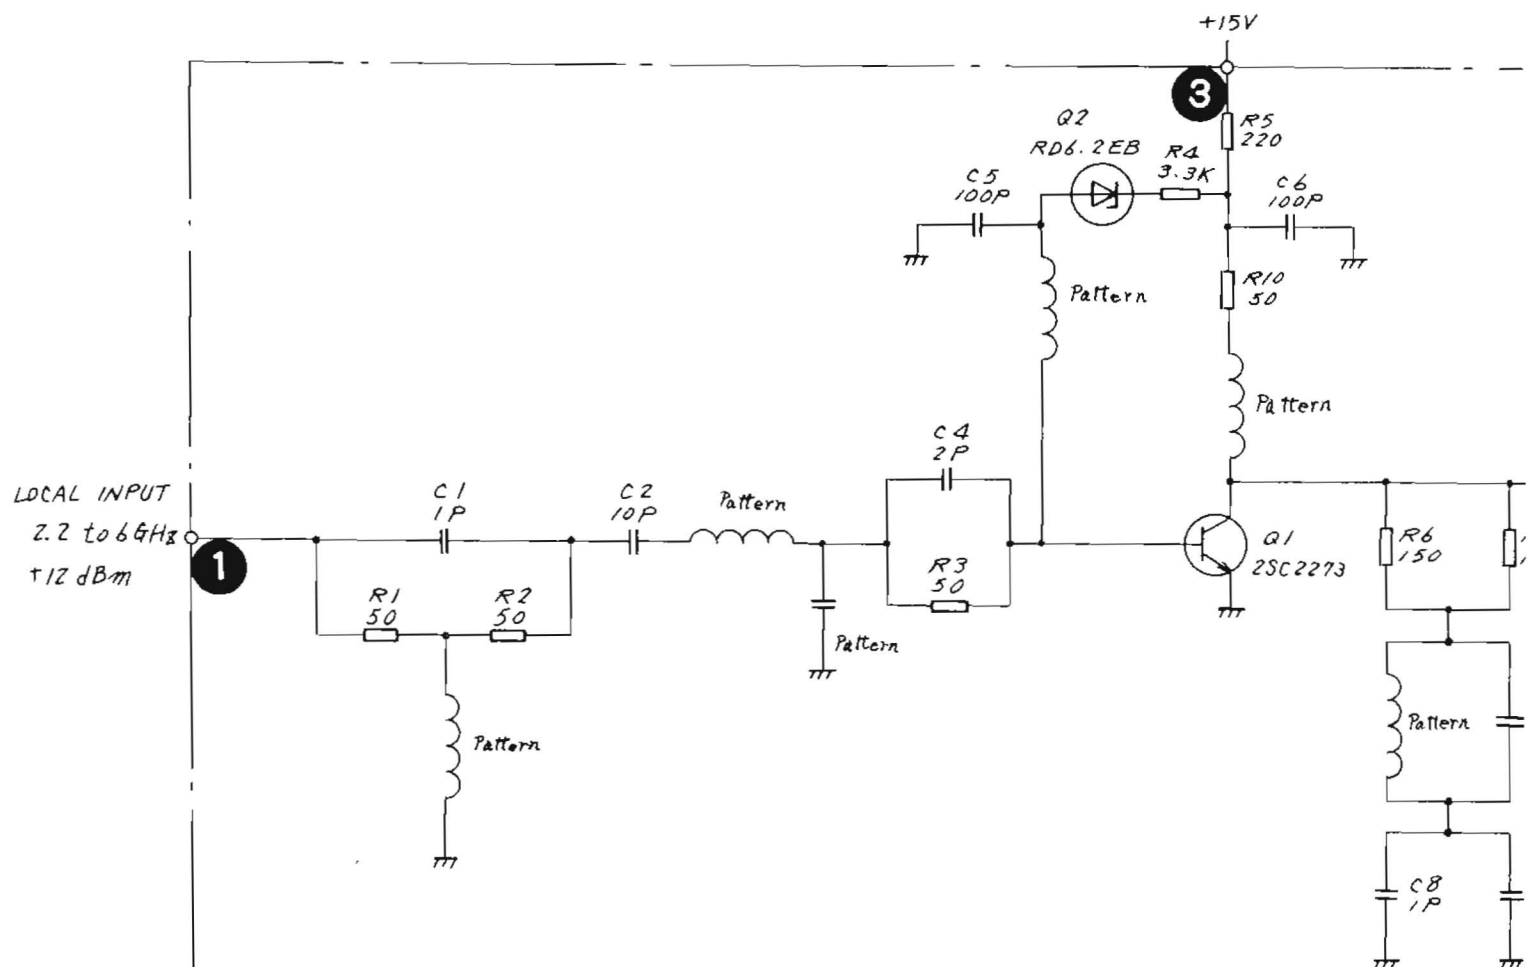 +15V
3
R5
220
Q2
RD6.2EB
R4
3.3K
C5
100P
C6
100P
Pattern
R10
50
Pattern
C4
2P
LOCAL INPUT
2.2 to 6 GHz
+12 dBm
1
C1
1P
C2
10P
Pattern
R3
50
Q1
2SC2273
R6
150
R1
50
R2
50
Pattern
Pattern
Pattern
C8
1P